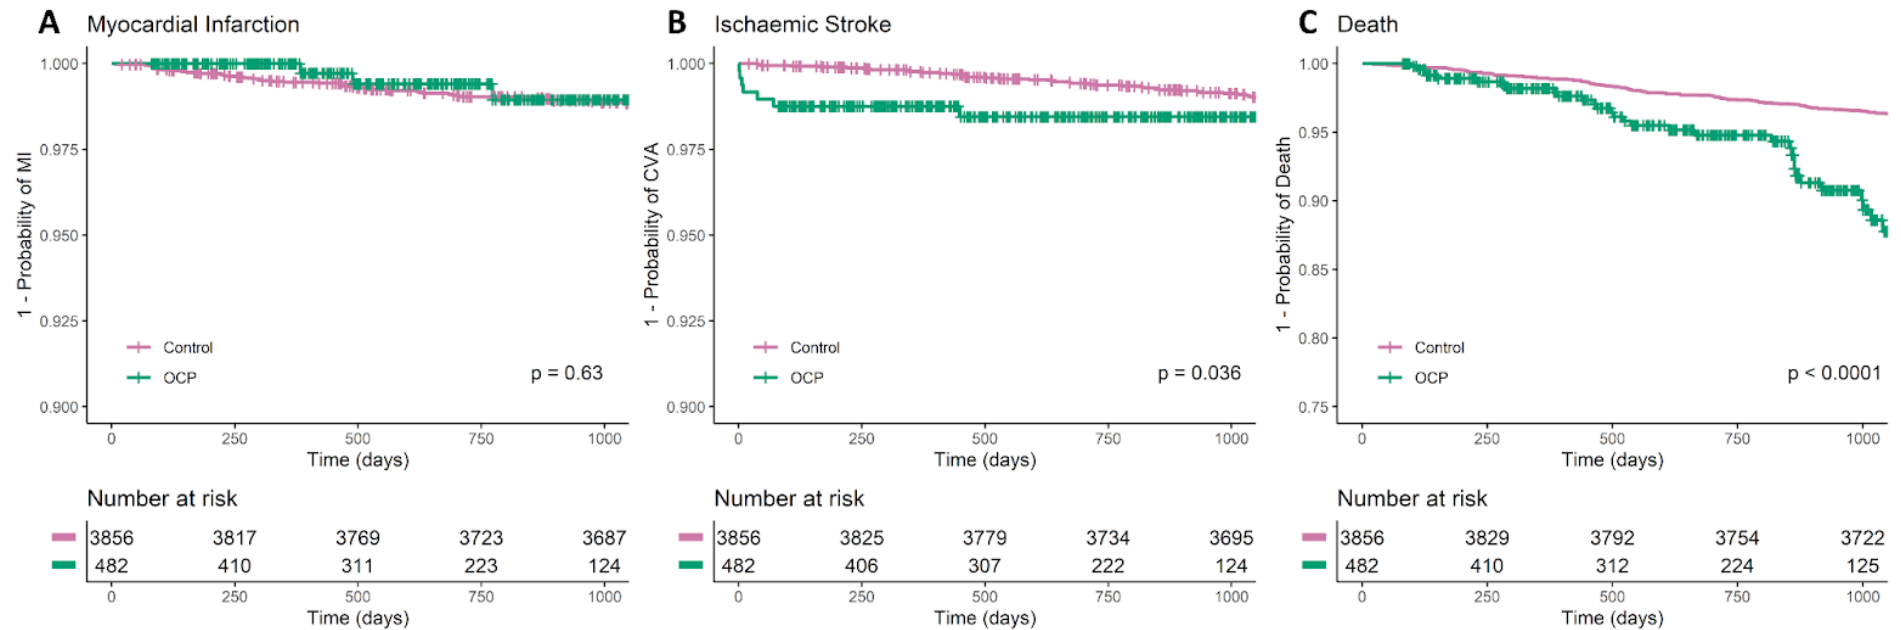 A Myocardial Infarction
1 - Probability of MI
1.000
0.975
0.950
0.925
0.900
Control
OCP
p = 0.63
0 250 500 750 1000
Time (days)
Number at risk
3856 3817 3769 3723 3687
482 410 311 223 124
0 250 500 750 1000
Time (days)
B Ischaemic Stroke
1 - Probability of CVA
1.000
0.975
0.950
0.925
0.900
Control
OCP
p = 0.036
0 250 500 750 1000
Time (days)
Number at risk
3856 3825 3779 3734 3695
482 406 307 222 124
0 250 500 750 1000
Time (days)
C Death
1 - Probability of Death
1.00
0.95
0.90
0.85
0.80
0.75
Control
OCP
p < 0.0001
0 250 500 750 1000
Time (days)
Number at risk
3856 3829 3792 3754 3722
482 410 312 224 125
0 250 500 750 1000
Time (days)